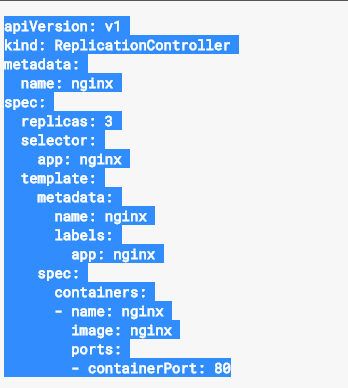 apiVersion: v1
kind: ReplicationController
metadata:
  name: nginx
spec:
  replicas: 3
  selector:
    app: nginx
  template:
    metadata:
      name: nginx
      labels:
        app: nginx
    spec:
      containers:
      - name: nginx
        image: nginx
        ports:
        - containerPort: 80